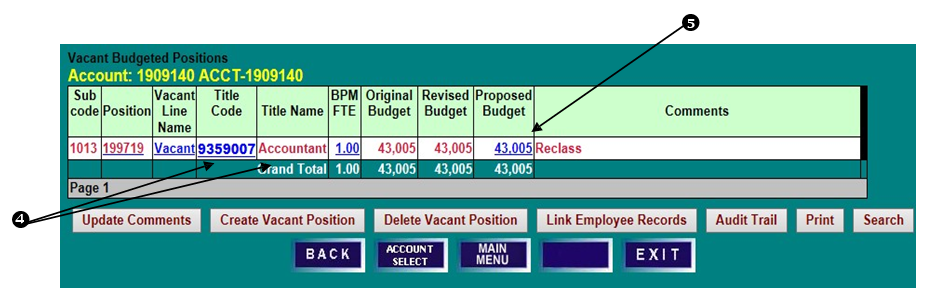 ❺
Vacant Budgeted Positions
Account: 1909140 ACCT-1909140
Sub code Position Vacant Line Name Title Code Title Name BPM FTE Original Budget Revised Budget Proposed Budget Comments
1013 199719 Vacant 9359007 Accountant 1.00 43,005 43,005 43,005 Reclass
Grand Total 1.00 43,005 43,005 43,005
Page 1
❹
Update Comments Create Vacant Position Delete Vacant Position Link Employee Records Audit Trail Print Search
BACK ACCOUNT SELECT MAIN MENU EXIT